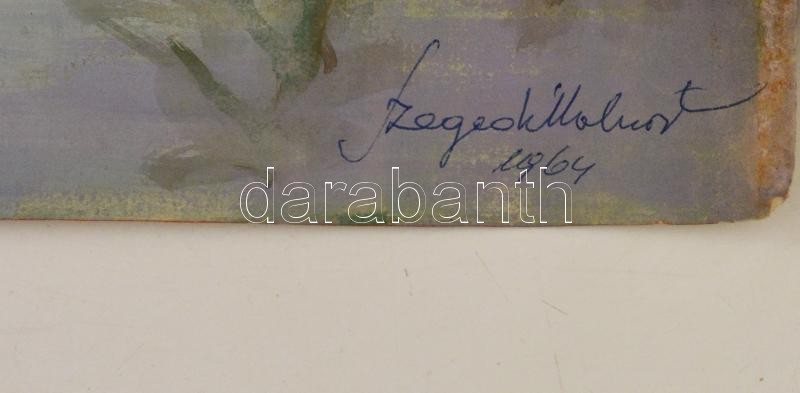 Szegedi Molnár
1964
darabanth